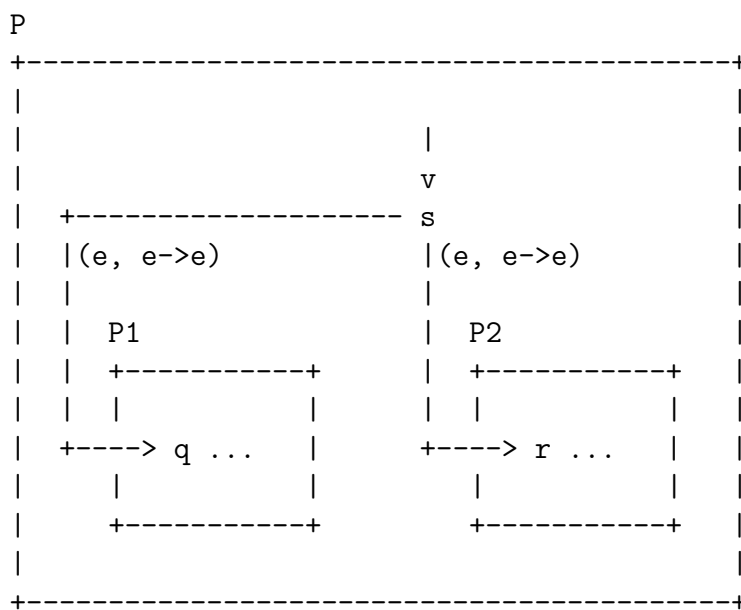 P
+-------------------------------------------+
|                                           |
|                        |                  |
|                        v                  |
|  +-------------------- s                  |
|  |(e, e->e)            |(e, e->e)         |
|  |                     |                  |
|  |  P1                 |  P2              |
|  |  +-----------+      |  +-----------+   |
|  |  |           |      |  |           |   |
|  +----> q ...   |      +----> r ...   |   |
|     |           |         |           |   |
|     +-----------+         +-----------+   |
|                                           |
+-------------------------------------------+